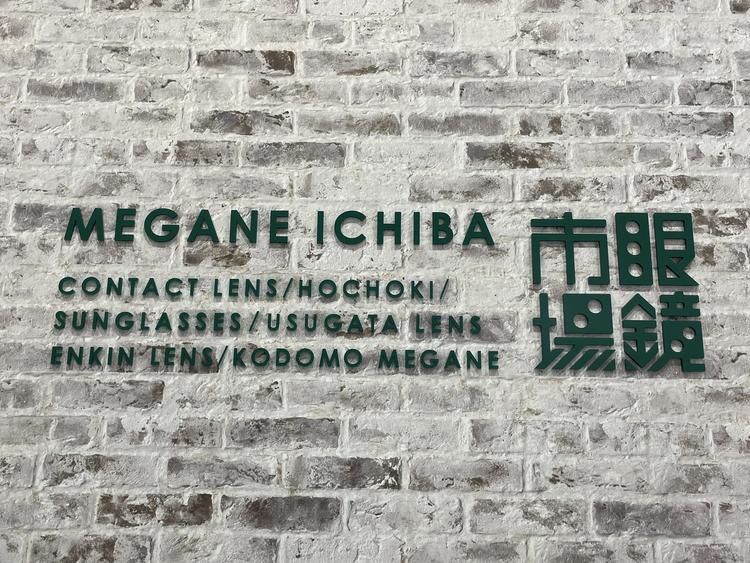 MEGANE ICHIBA
CONTACT LENS/HOCHOKI/
SUNGLASSES/USUGATA LENS
ENKIN LENS/KODOMO MEGANE
眼鏡
市場